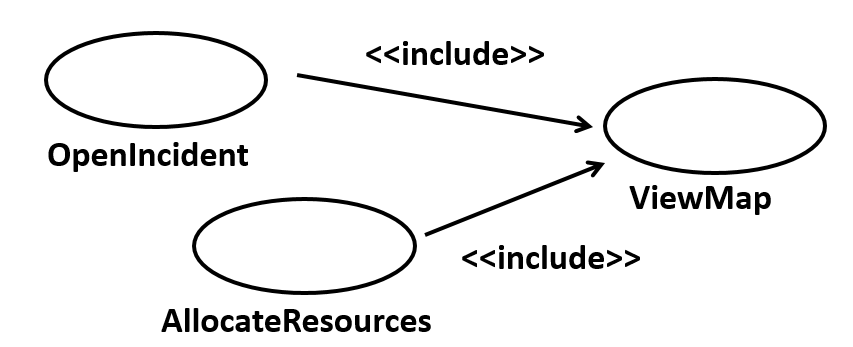 <<include>>
OpenIncident
ViewMap
<<include>>
AllocateResources